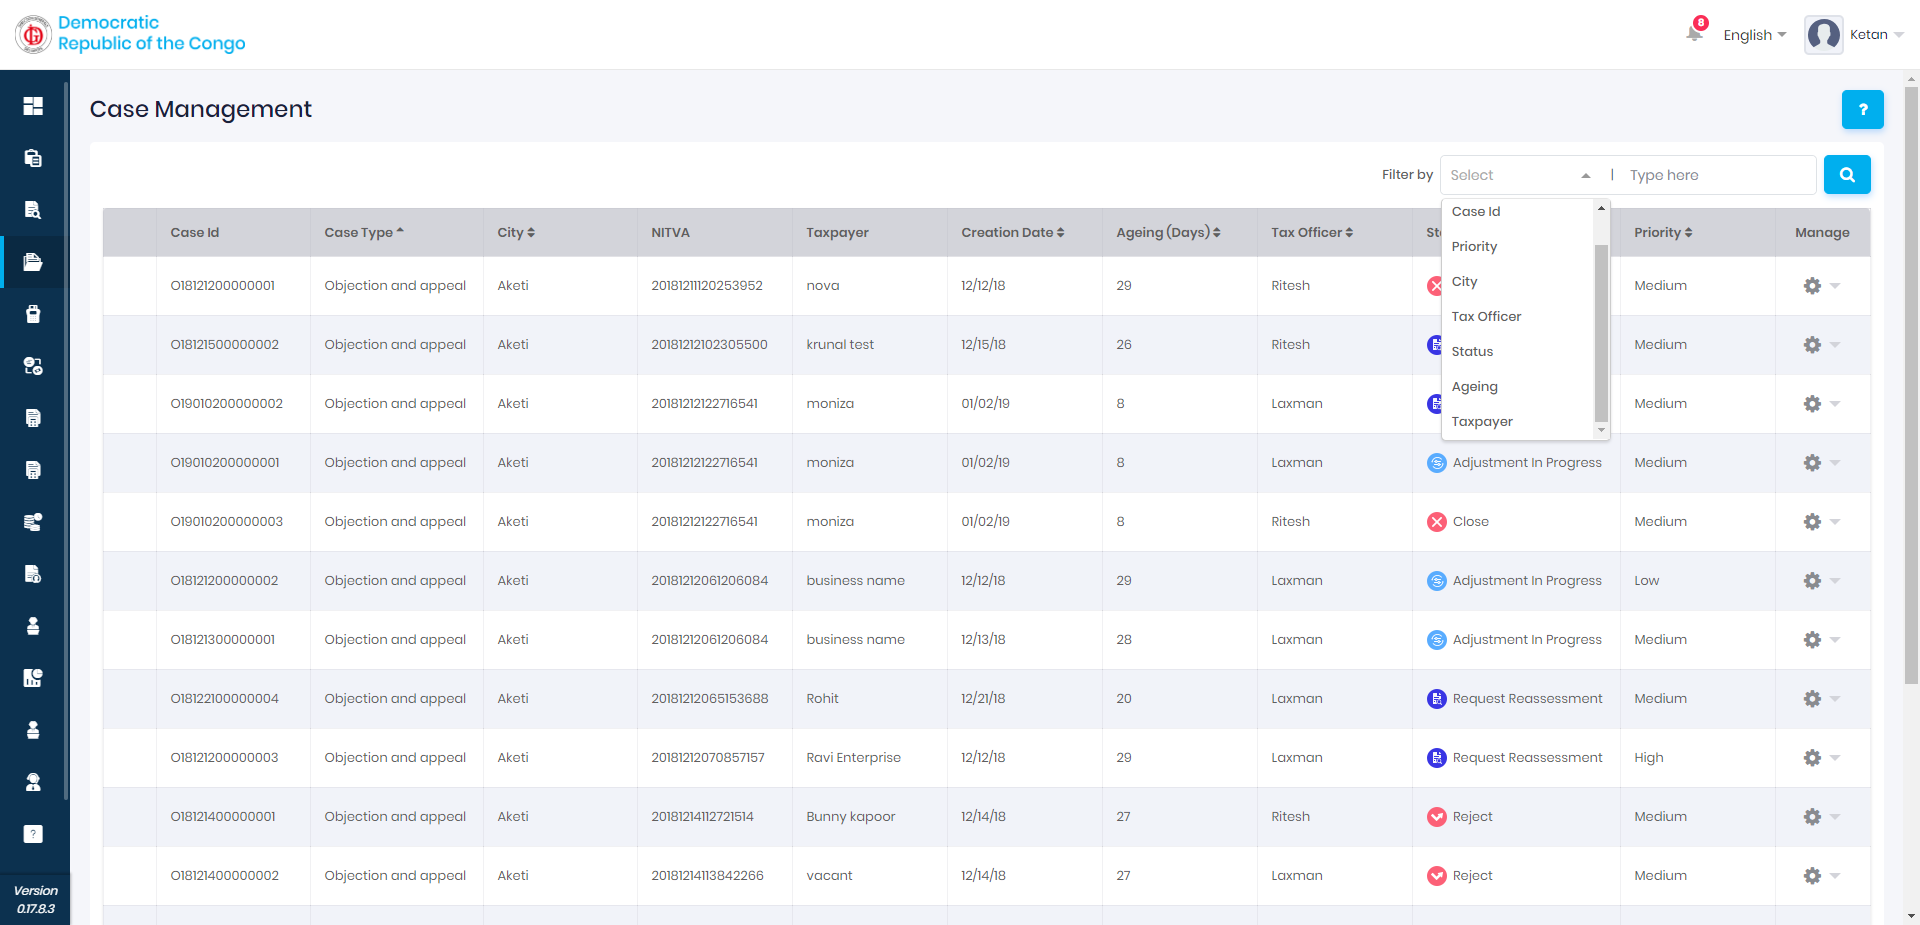 Democratic
Republic of the Congo
8
English
Ketan
Case Management
?
Filter by
Select
Type here
Case Id
Priority
City
Tax Officer
Status
Ageing
Taxpayer
Case Id Case Type City NITVA Taxpayer Creation Date Ageing (Days) Tax Officer St Priority Manage
O18121200000001 Objection and appeal Aketi 20181211120253952 nova 12/12/18 29 Ritesh Medium
O18121500000002 Objection and appeal Aketi 20181212102305500 krunal test 12/15/18 26 Ritesh Medium
O19010200000002 Objection and appeal Aketi 20181212122716541 moniza 01/02/19 8 Laxman Medium
O19010200000001 Objection and appeal Aketi 20181212122716541 moniza 01/02/19 8 Laxman Adjustment In Progress Medium
O19010200000003 Objection and appeal Aketi 20181212122716541 moniza 01/02/19 8 Ritesh Close Medium
O18121200000002 Objection and appeal Aketi 20181212061206084 business name 12/12/18 29 Laxman Adjustment In Progress Low
O18121300000001 Objection and appeal Aketi 20181212061206084 business name 12/13/18 28 Laxman Adjustment In Progress Medium
O18122100000004 Objection and appeal Aketi 20181212065153688 Rohit 12/21/18 20 Laxman Request Reassessment Medium
O18121200000003 Objection and appeal Aketi 20181212070857157 Ravi Enterprise 12/12/18 29 Laxman Request Reassessment High
O18121400000001 Objection and appeal Aketi 20181214112721514 Bunny kapoor 12/14/18 27 Ritesh Reject Medium
O18121400000002 Objection and appeal Aketi 20181214113842266 vacant 12/14/18 27 Laxman Reject Medium
?
Version
0.17.8.3